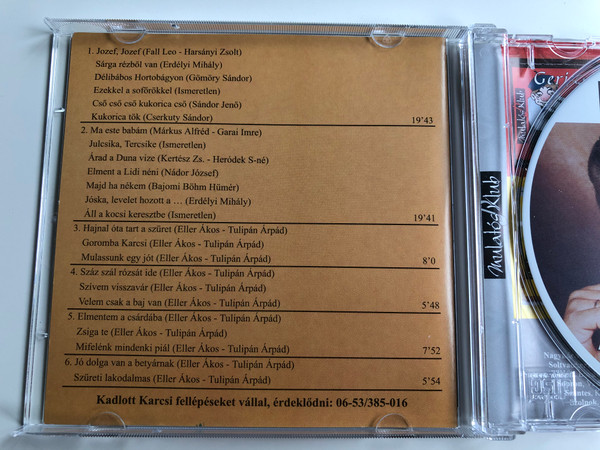 1. Jozef, Jozef (Fall Leo - Harsányi Zsolt)
Sárga rézből van (Erdélyi Mihály)
Délibábos Hortobágyon (Gömöry Sándor)
Ezekkel a sofőrökkel (Ismeretlen)
Cső cső cső kukorica cső (Sándor Jenő)
Kukorica tök (Cserkuty Sándor) 19'43
2. Ma este babám (Márkus Alfréd - Garai Imre)
Julcsika, Tercsike (Ismeretlen)
Árad a Duna vize (Kertész Zs. - Heródek S-né)
Elment a Lidi néni (Nádor József)
Majd ha nékem (Bajomi Böhm Hümér)
Jóska, levelet hozott a ... (Erdélyi Mihály)
Áll a kocsi keresztbe (Ismeretlen) 19'41
3. Hajnal óta tart a szüret (Eller Ákos - Tulipán Árpád)
Goromba Karcsi (Eller Ákos - Tulipán Árpád)
Mulassunk egy jót (Eller Ákos - Tulipán Árpád) 8'0
4. Száz szál rózsát ide (Eller Ákos - Tulipán Árpád)
Szívem visszavár (Eller Ákos - Tulipán Árpád)
Velem csak a baj van (Eller Ákos - Tulipán Árpád) 5'48
5. Elmentem a csárdába (Eller Ákos - Tulipán Árpád)
Zsiga te (Eller Ákos - Tulipán Árpád)
Mifelénk mindenki piál (Eller Ákos - Tulipán Árpád) 7'52
6. Jó dolga van a betyárnak (Eller Ákos - Tulipán Árpád)
Szüreti lakodalmas (Eller Ákos - Tulipán Árpád) 5'54
Kadlott Karcsi fellépéseket vállal, érdeklődni: 06-53/385-016
Mulatós Klub